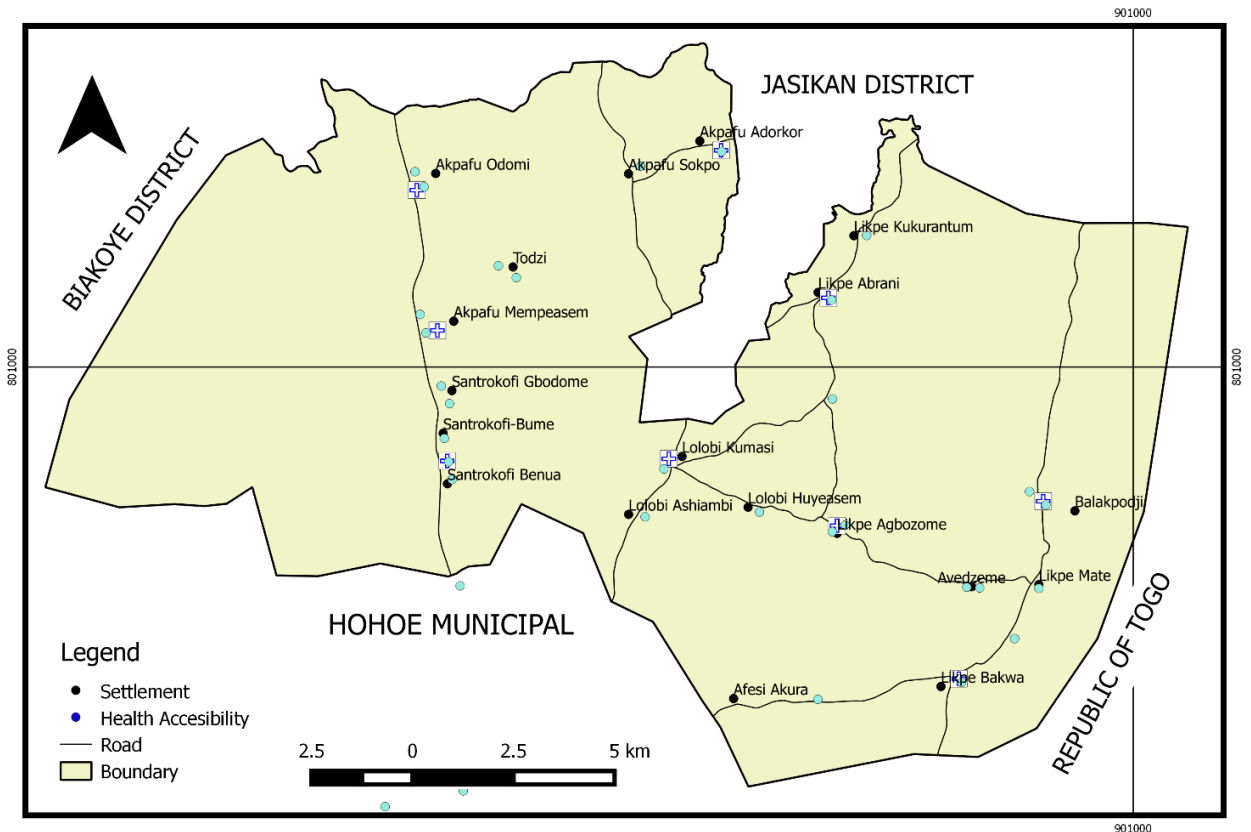 901000
JASIKAN DISTRICT
BIAKOYE DISTRICT
Akpafu Adorkor
Akpafu Odomi
Akpafu Sokpo
Likpe Kukurantum
Todzi
Likpe Abrani
Akpafu Mempeasem
801000
801000
Santrokofi Gbodome
Santrokofi-Bume
Lolobi Kumasi
Santrokofi Benua
Lolobi Ashiambi
Lolobi Huyeasem
Balakpodji
Likpe Agbozome
Avedzeme
Likpe Mate
HOHOE MUNICIPAL
REPUBLIC OF TOGO
Likpe Bakwa
Afesi Akura
Legend
Settlement
Health Accesibility
Road
Boundary
2.5 0 2.5 5 km
901000